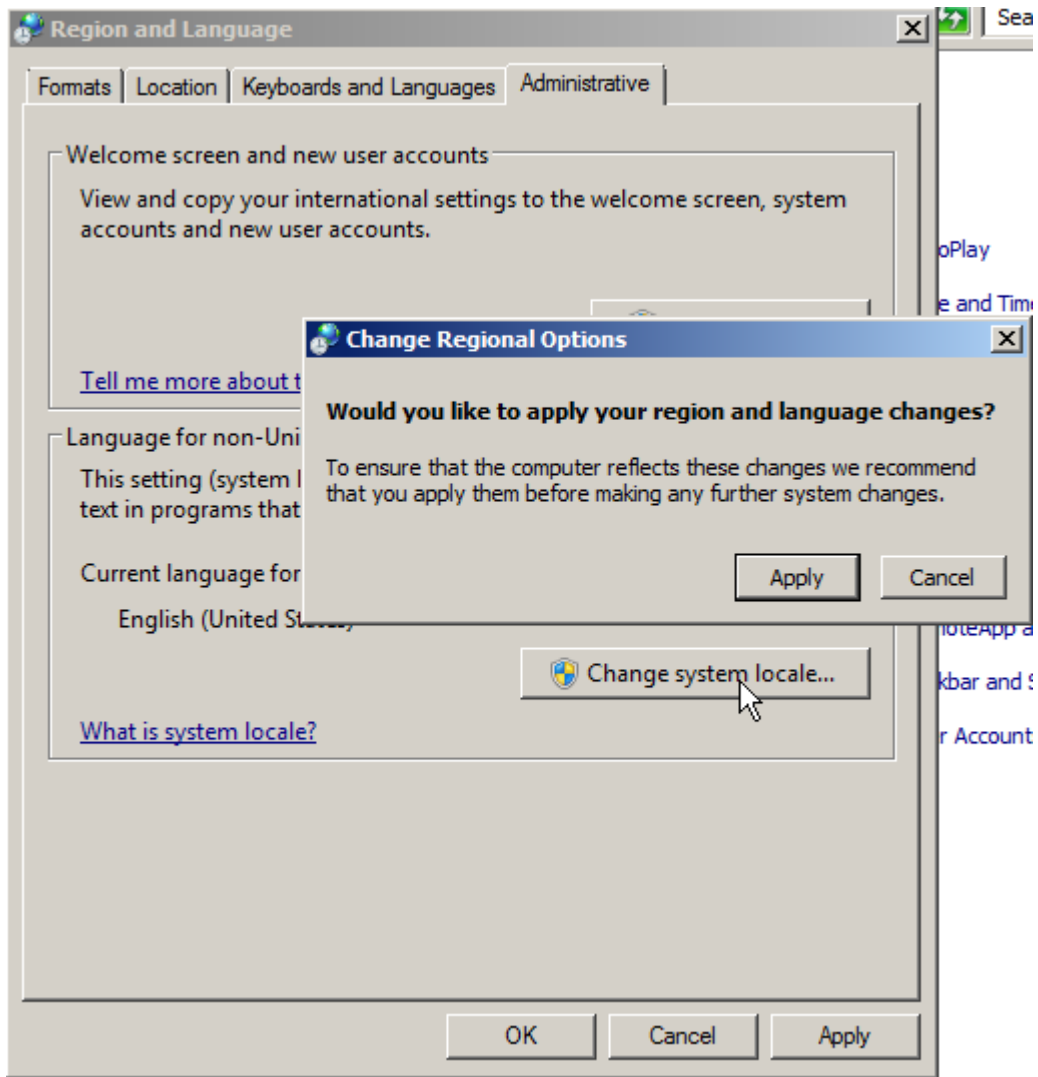 Region and Language
Sea
Formats
Location
Keyboards and Languages
Administrative
Welcome screen and new user accounts
View and copy your international settings to the welcome screen, system
accounts and new user accounts.
oPlay
e and Time
Tell me more about t
Change Regional Options
Would you like to apply your region and language changes?
To ensure that the computer reflects these changes we recommend
that you apply them before making any further system changes.
Apply
Cancel
Language for non-Uni
This setting (system l
text in programs that
Current language for
English (United States)
Change system locale...
What is system locale?
noteApp a
kbar and S
r Account
OK
Cancel
Apply